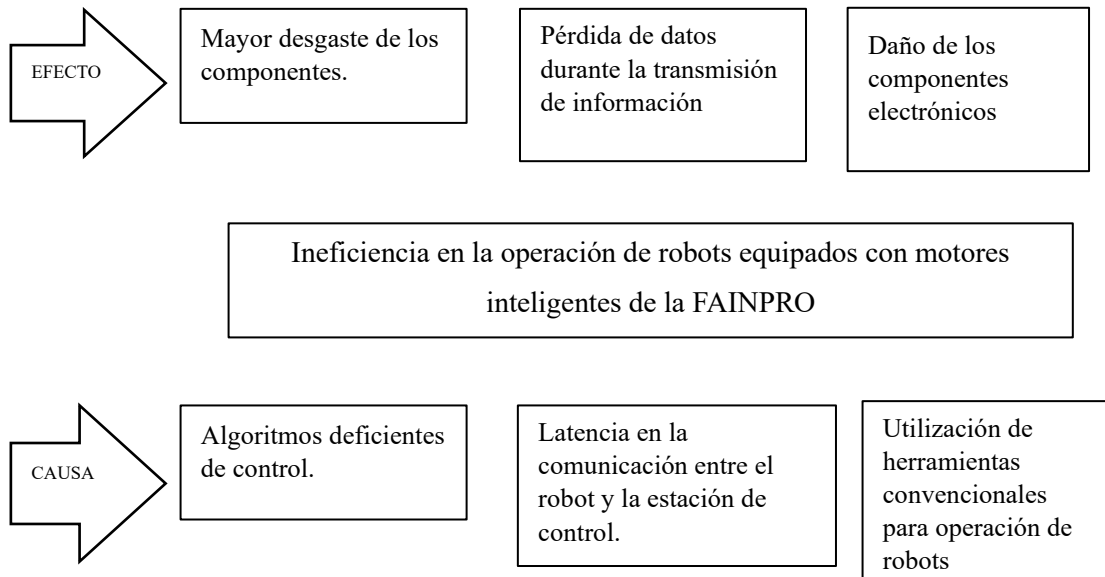 EFECTO
Mayor desgaste de los
componentes.
Pérdida de datos
durante la transmisión
de información
Daño de los
componentes
electrónicos
Ineficiencia en la operación de robots equipados con motores
inteligentes de la FAINPRO
CAUSA
Algoritmos deficientes
de control.
Latencia en la
comunicación entre el
robot y la estación de
control.
Utilización de
herramientas
convencionales
para operación de
robots